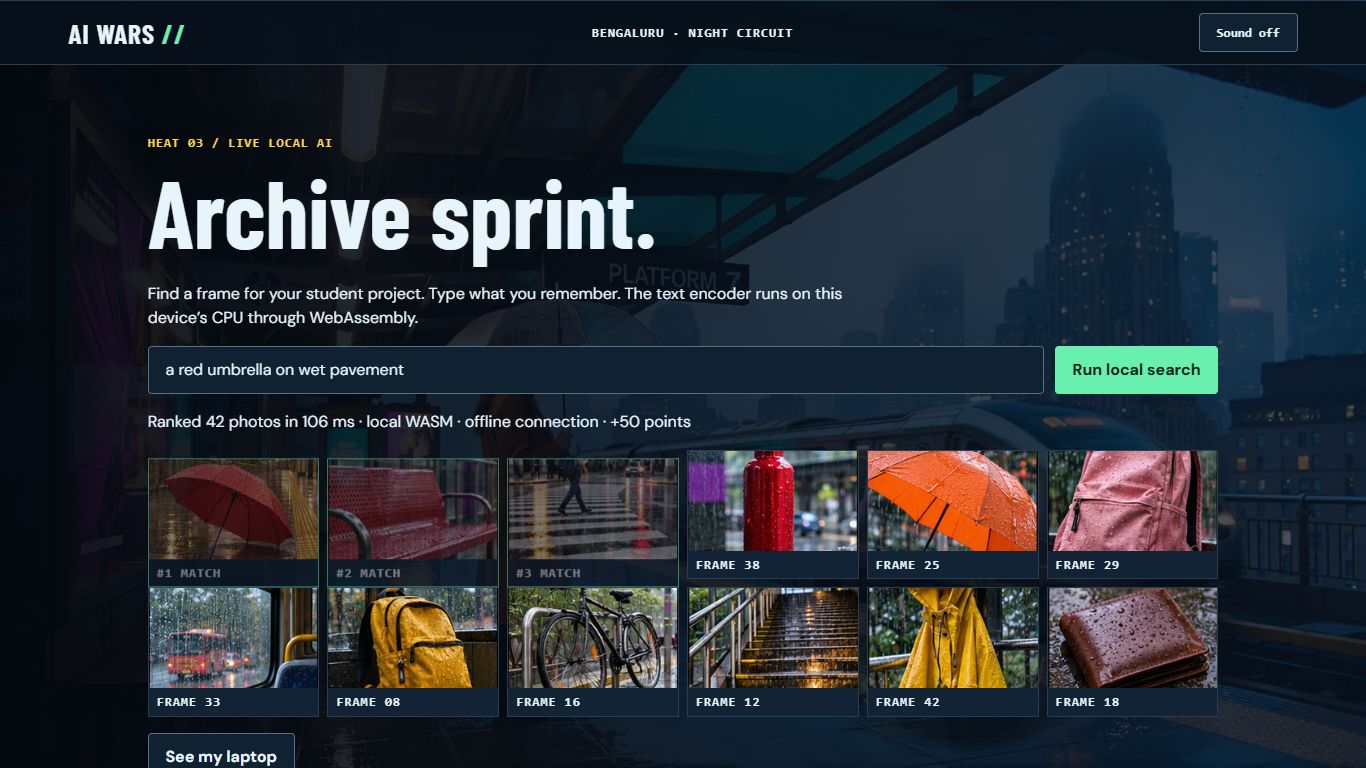 AI WARS //
BENGALURU · NIGHT CIRCUIT
Sound off
HEAT 03 / LIVE LOCAL AI
Archive sprint.
PLATFORM 7
Find a frame for your student project. Type what you remember. The text encoder runs on this
device’s CPU through WebAssembly.
a red umbrella on wet pavement
Run local search
Ranked 42 photos in 106 ms · local WASM · offline connection · +50 points
#1 MATCH
#2 MATCH
#3 MATCH
FRAME 38
FRAME 25
FRAME 29
FRAME 33
FRAME 08
FRAME 16
FRAME 12
FRAME 42
FRAME 18
See my laptop